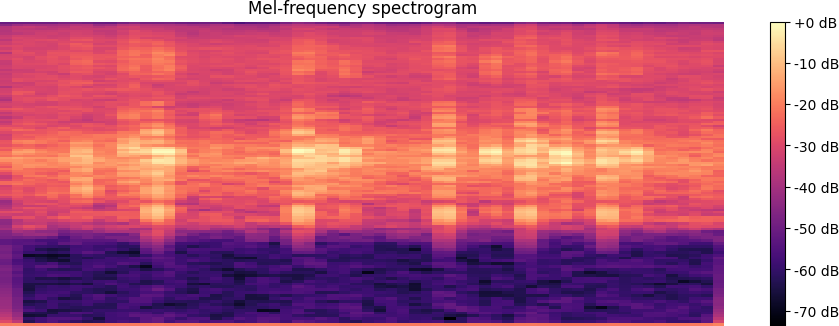 Mel-frequency spectrogram
+0 dB
-10 dB
-20 dB
-30 dB
-40 dB
-50 dB
-60 dB
-70 dB